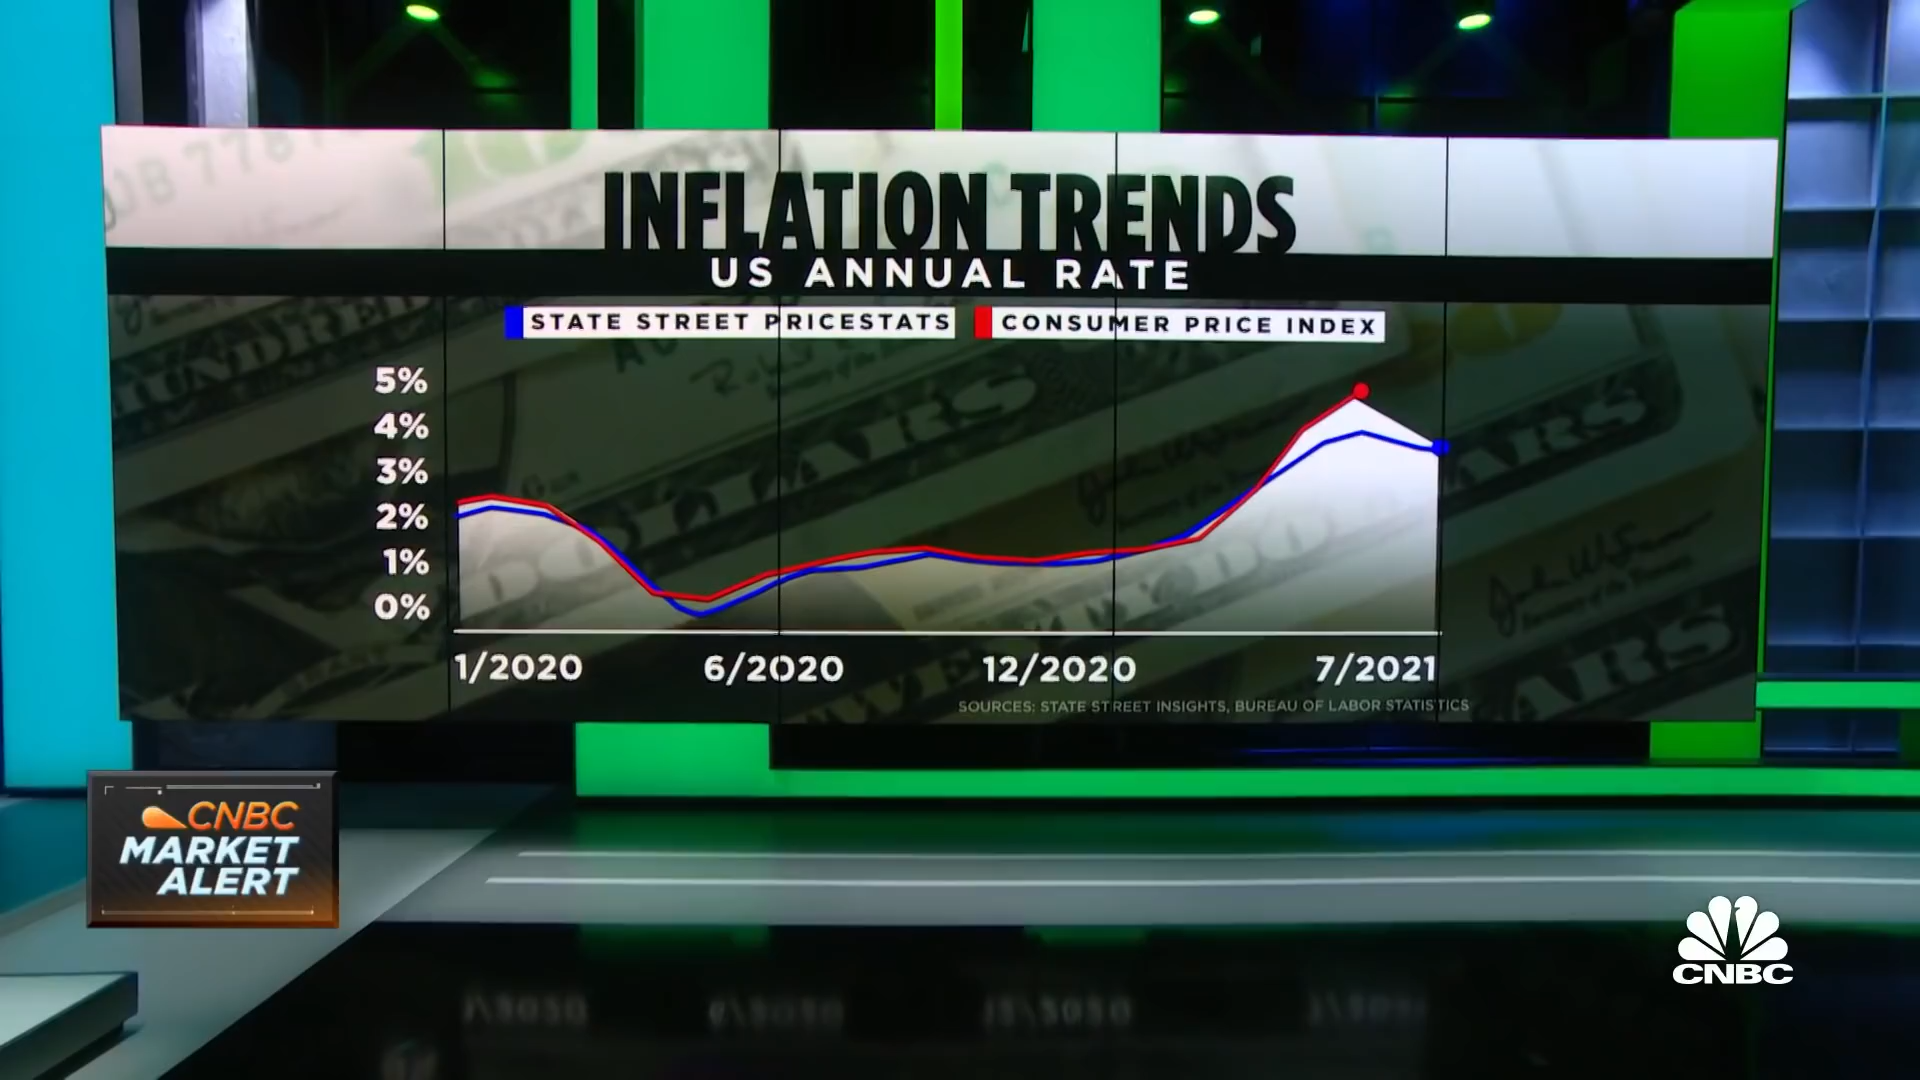 INFLATION TRENDS
US ANNUAL RATE
STATE STREET PRICESTATS
CONSUMER PRICE INDEX
5%
4%
3%
2%
1%
0%
1/2020
6/2020
12/2020
7/2021
SOURCES: STATE STREET INSIGHTS, BUREAU OF LABOR STATISTICS
CNBC
MARKET
ALERT
CNBC